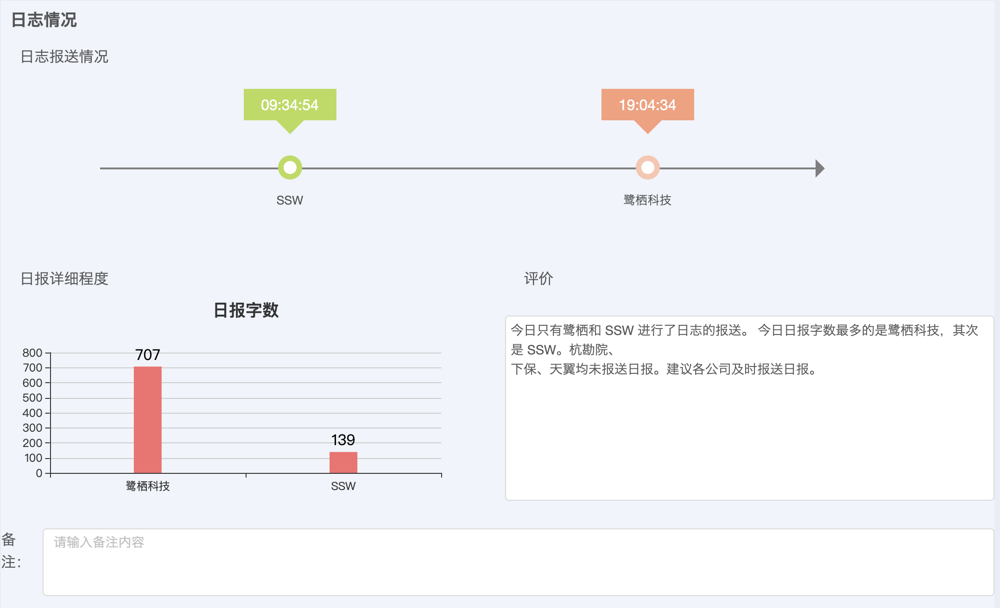 日志情况
日志报送情况
09:34:54
19:04:34
SSW
鹭栖科技
日报详细程度
评价
日报字数
今日只有鹭栖和 SSW 进行了日志的报送。 今日日报字数最多的是鹭栖科技，其次
是 SSW。杭勘院、
下保、天翼均未报送日报。建议各公司及时报送日报。
800
700
600
500
400
300
200
100
0
707
139
鹭栖科技
SSW
备
注：
请输入备注内容